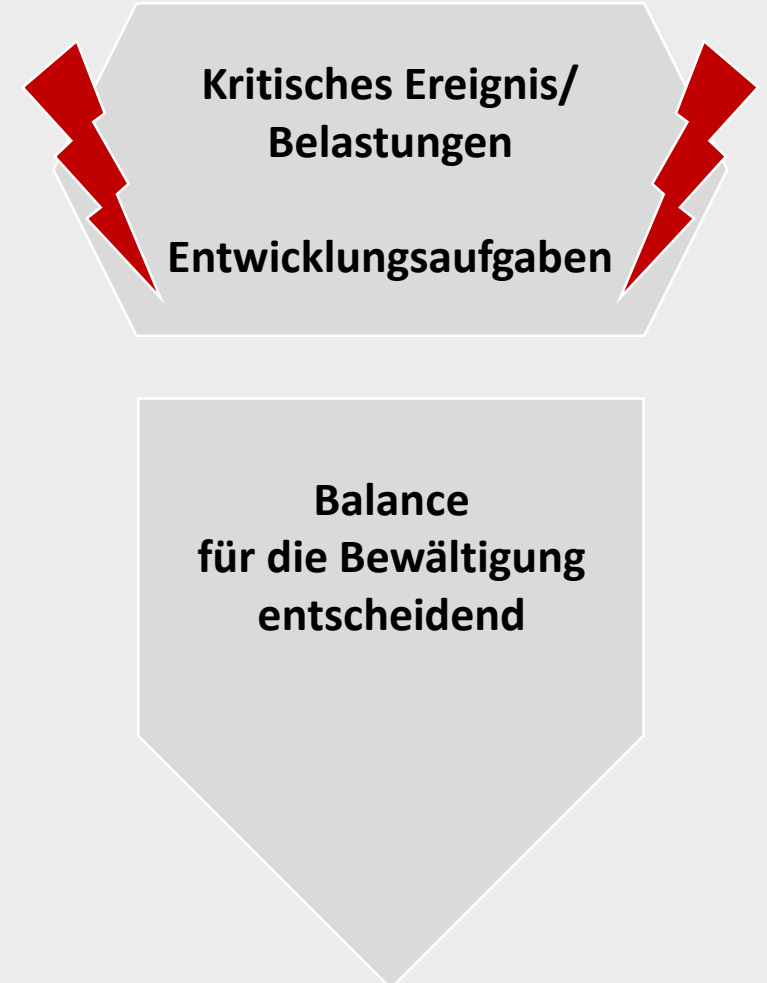 Kritisches Ereignis/
Belastungen
Entwicklungsaufgaben
Balance
für die Bewältigung
entscheidend